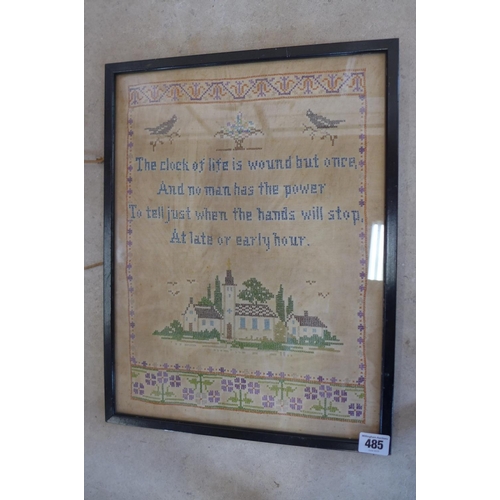 The clock of life is wound but once,
And no man has the power
To tell just when the hands will stop,
At late or early hour.
485